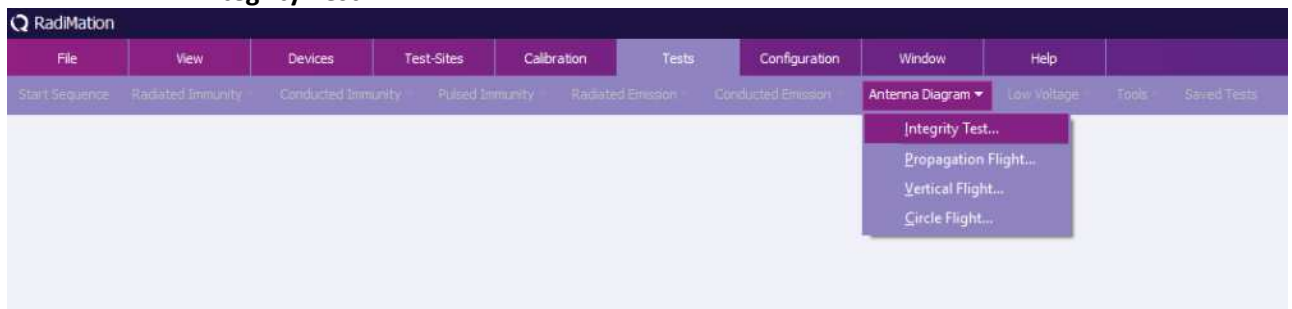 RadiMation
File View Devices Test-Sites Calibration Tests Configuration Window Help
Start Sequence Radiated Immunity Conducted Immunity Pulsed Immunity Radiated Emission Conducted Emission Antenna Diagram Low Voltage Tools Saved Tests
Integrity Test...
Propagation Flight...
Vertical Flight...
Circle Flight...